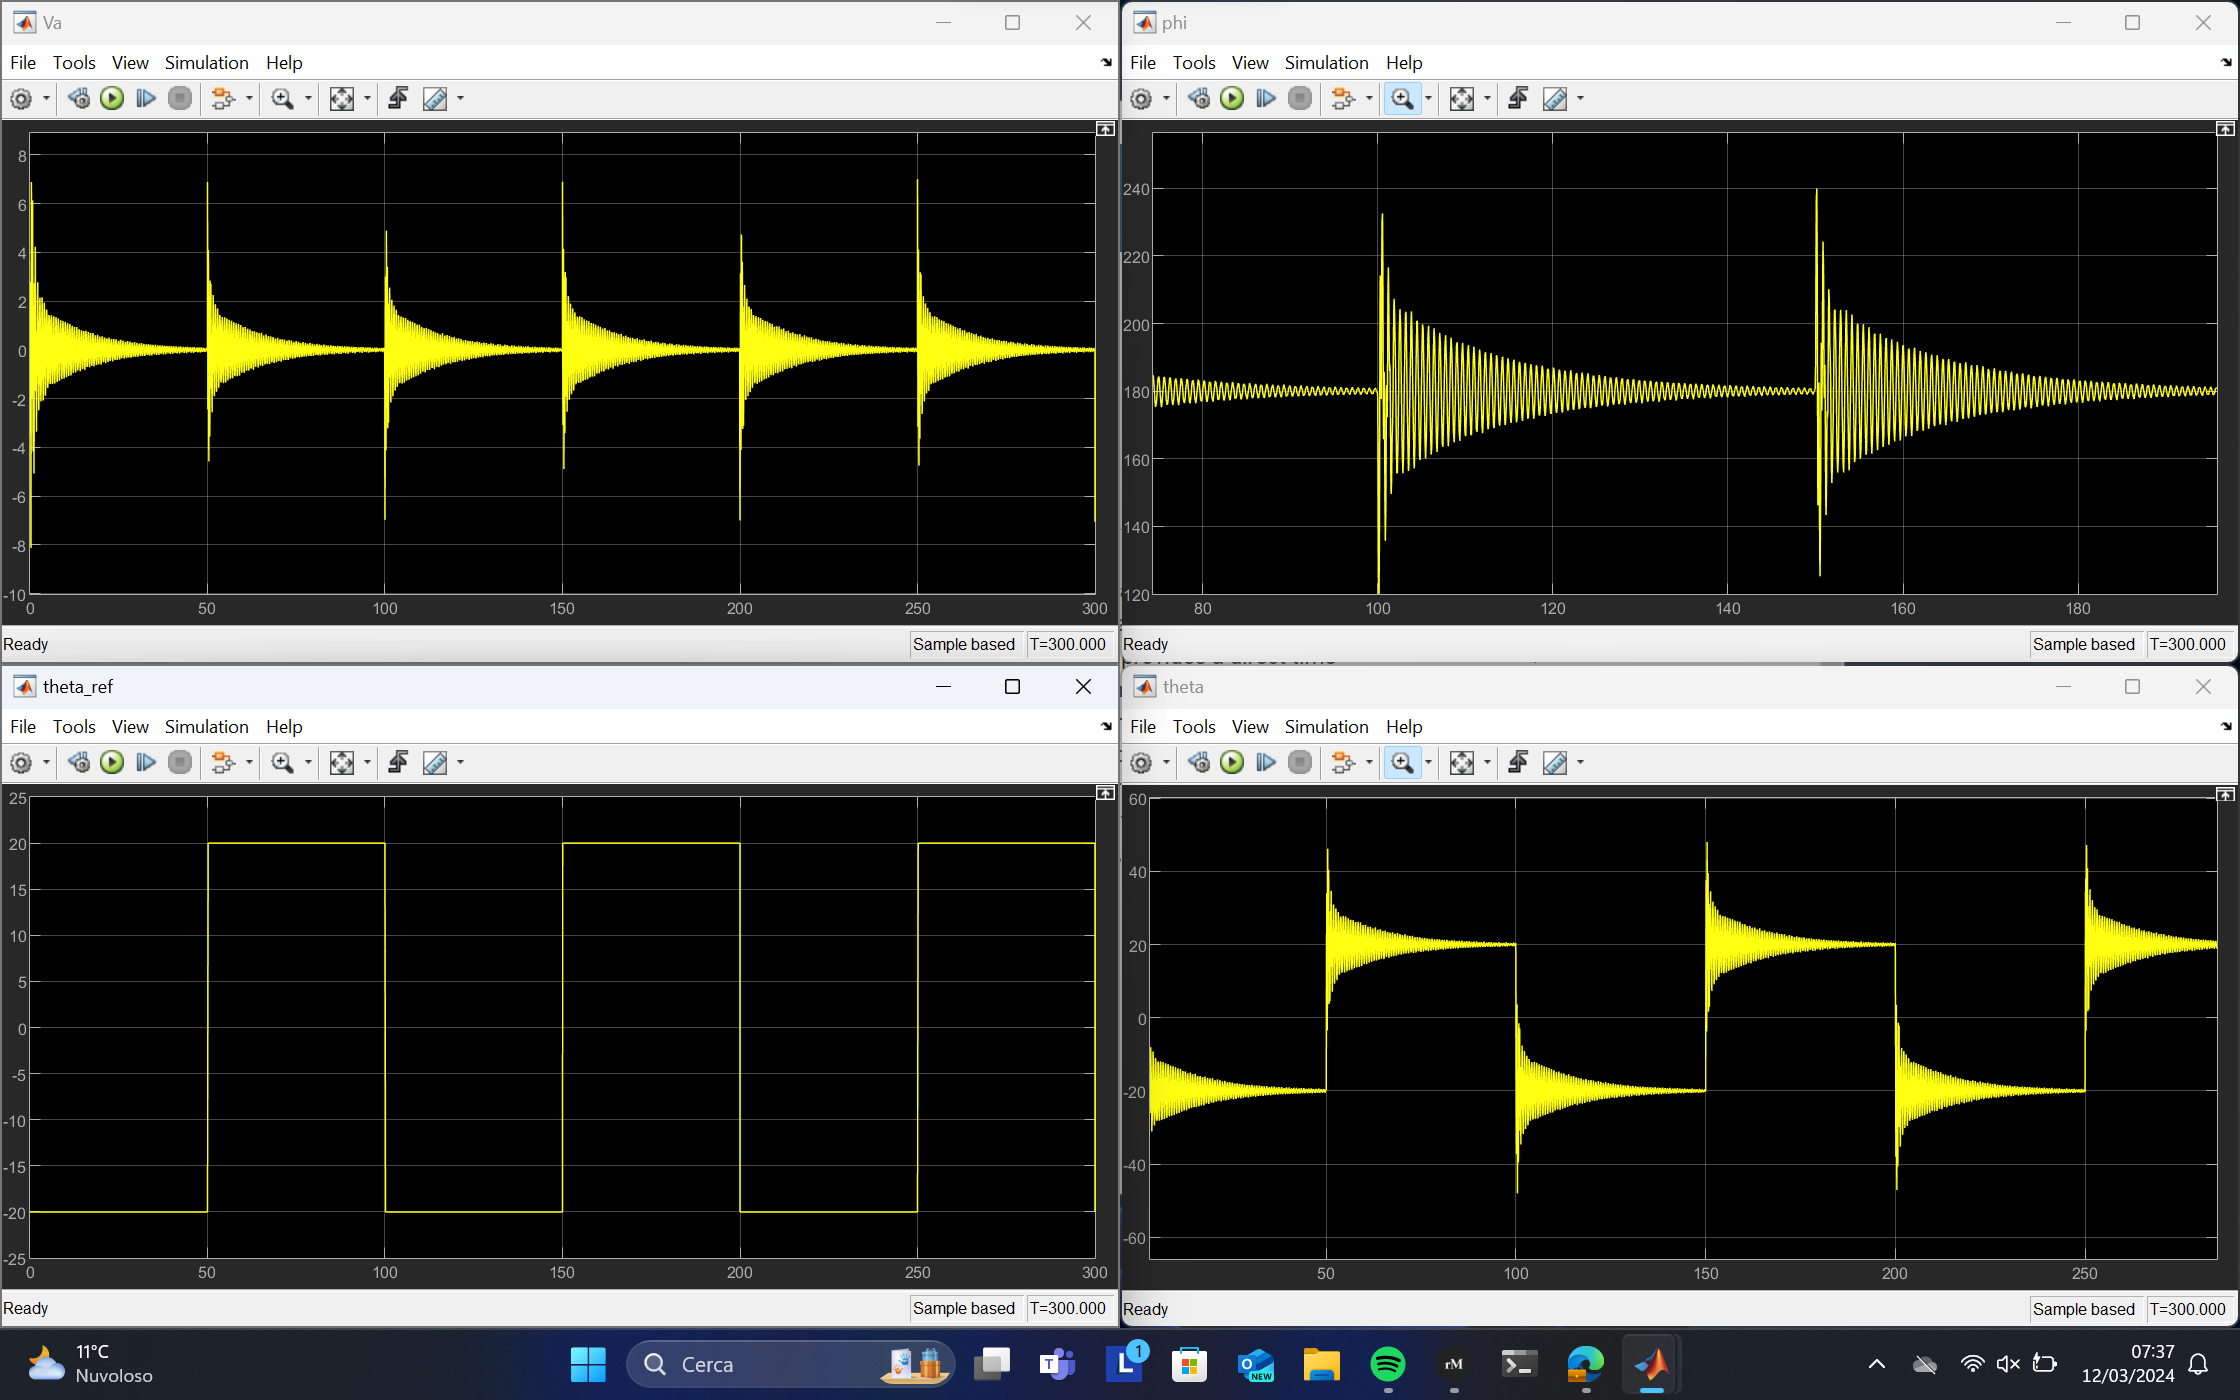 Va
File Tools View Simulation Help
8
6
4
2
0
-2
-4
-6
-8
-10
0 50 100 150 200 250 300
Ready Sample based T=300.000
phi
File Tools View Simulation Help
240
220
200
180
160
140
120
80 100 120 140 160 180
Ready Sample based T=300.000
theta_ref
File Tools View Simulation Help
25
20
15
10
5
0
-5
-10
-15
-20
-25
0 50 100 150 200 250 300
Ready Sample based T=300.000
theta
File Tools View Simulation Help
60
40
20
0
-20
-40
-60
50 100 150 200 250
Ready Sample based T=300.000
11°C
Nuvoloso
Cerca
T
L
1
O
NEW
rM
07:37
12/03/2024